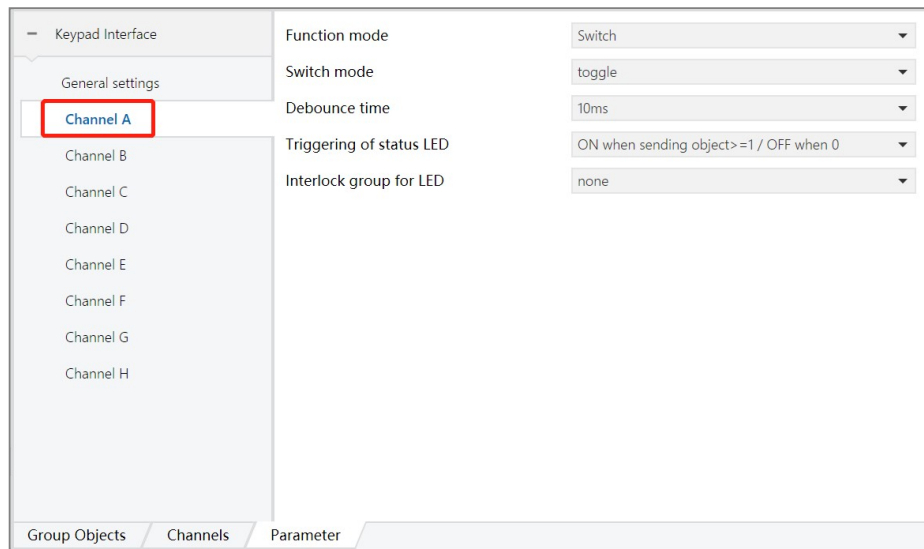 Keypad Interface
General settings
Channel A
Channel B
Channel C
Channel D
Channel E
Channel F
Channel G
Channel H
Function mode Switch
Switch mode toggle
Debounce time 10ms
Triggering of status LED ON when sending object>=1 / OFF when 0
Interlock group for LED none
Group Objects Channels Parameter